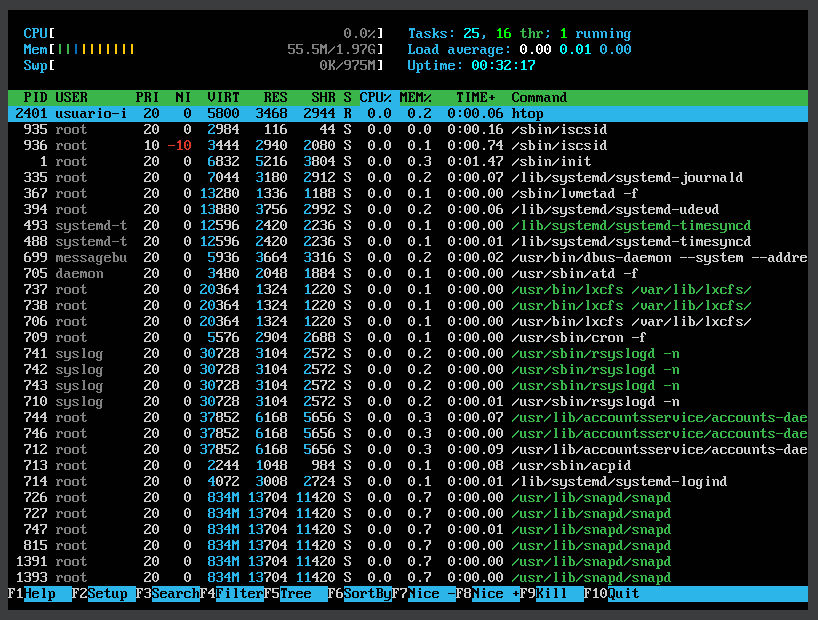 CPU[ 0.0%] Tasks: 25, 16 thr; 1 running
Mem[|||||||||| 55.5M/1.97G] Load average: 0.00 0.01 0.00
Swp[ 0K/975M] Uptime: 00:32:17
PID USER PRI NI VIRT RES SHR S CPU% MEM% TIME+ Command
2401 usuario-i 20 0 5800 3468 2944 R 0.0 0.2 0:00.06 htop
935 root 20 0 2984 116 44 S 0.0 0.0 0:00.16 /sbin/iscsid
936 root 10 -10 3444 2940 2080 S 0.0 0.1 0:00.74 /sbin/iscsid
1 root 20 0 6832 5216 3804 S 0.0 0.3 0:01.47 /sbin/init
335 root 20 0 7044 3180 2912 S 0.0 0.2 0:00.07 /lib/systemd/systemd-journald
367 root 20 0 13280 1336 1188 S 0.0 0.1 0:00.00 /sbin/lvmetad -f
394 root 20 0 13880 3756 2992 S 0.0 0.2 0:00.06 /lib/systemd/systemd-udevd
493 systemd-t 20 0 12596 2420 2236 S 0.0 0.1 0:00.00 /lib/systemd/systemd-timesyncd
488 systemd-t 20 0 12596 2420 2236 S 0.0 0.1 0:00.01 /lib/systemd/systemd-timesyncd
699 messagebu 20 0 5936 3664 3316 S 0.0 0.2 0:00.02 /usr/bin/dbus-daemon --system --addre
705 daemon 20 0 3480 2048 1884 S 0.0 0.1 0:00.00 /usr/sbin/atd -f
737 root 20 0 20364 1324 1220 S 0.0 0.1 0:00.00 /usr/bin/lxcfs /var/lib/lxcfs/
738 root 20 0 20364 1324 1220 S 0.0 0.1 0:00.00 /usr/bin/lxcfs /var/lib/lxcfs/
706 root 20 0 20364 1324 1220 S 0.0 0.1 0:00.00 /usr/bin/lxcfs /var/lib/lxcfs/
709 root 20 0 5576 2904 2688 S 0.0 0.1 0:00.00 /usr/sbin/cron -f
741 syslog 20 0 30728 3104 2572 S 0.0 0.2 0:00.00 /usr/sbin/rsyslogd -n
742 syslog 20 0 30728 3104 2572 S 0.0 0.2 0:00.00 /usr/sbin/rsyslogd -n
743 syslog 20 0 30728 3104 2572 S 0.0 0.2 0:00.00 /usr/sbin/rsyslogd -n
710 syslog 20 0 30728 3104 2572 S 0.0 0.2 0:00.01 /usr/sbin/rsyslogd -n
744 root 20 0 37852 6168 5656 S 0.0 0.3 0:00.07 /usr/lib/accountsservice/accounts-dae
746 root 20 0 37852 6168 5656 S 0.0 0.3 0:00.00 /usr/lib/accountsservice/accounts-dae
712 root 20 0 37852 6168 5656 S 0.0 0.3 0:00.09 /usr/lib/accountsservice/accounts-dae
713 root 20 0 2244 1048 984 S 0.0 0.1 0:00.08 /usr/sbin/acpid
714 root 20 0 4072 3008 2724 S 0.0 0.1 0:00.01 /lib/systemd/systemd-logind
726 root 20 0 834M 13704 11420 S 0.0 0.7 0:00.00 /usr/lib/snapd/snapd
727 root 20 0 834M 13704 11420 S 0.0 0.7 0:00.00 /usr/lib/snapd/snapd
747 root 20 0 834M 13704 11420 S 0.0 0.7 0:00.01 /usr/lib/snapd/snapd
815 root 20 0 834M 13704 11420 S 0.0 0.7 0:00.00 /usr/lib/snapd/snapd
1391 root 20 0 834M 13704 11420 S 0.0 0.7 0:00.00 /usr/lib/snapd/snapd
1393 root 20 0 834M 13704 11420 S 0.0 0.7 0:00.00 /usr/lib/snapd/snapd
F1Help F2Setup F3SearchF4FilterF5Tree F6SortByF7Nice -F8Nice +F9Kill F10Quit